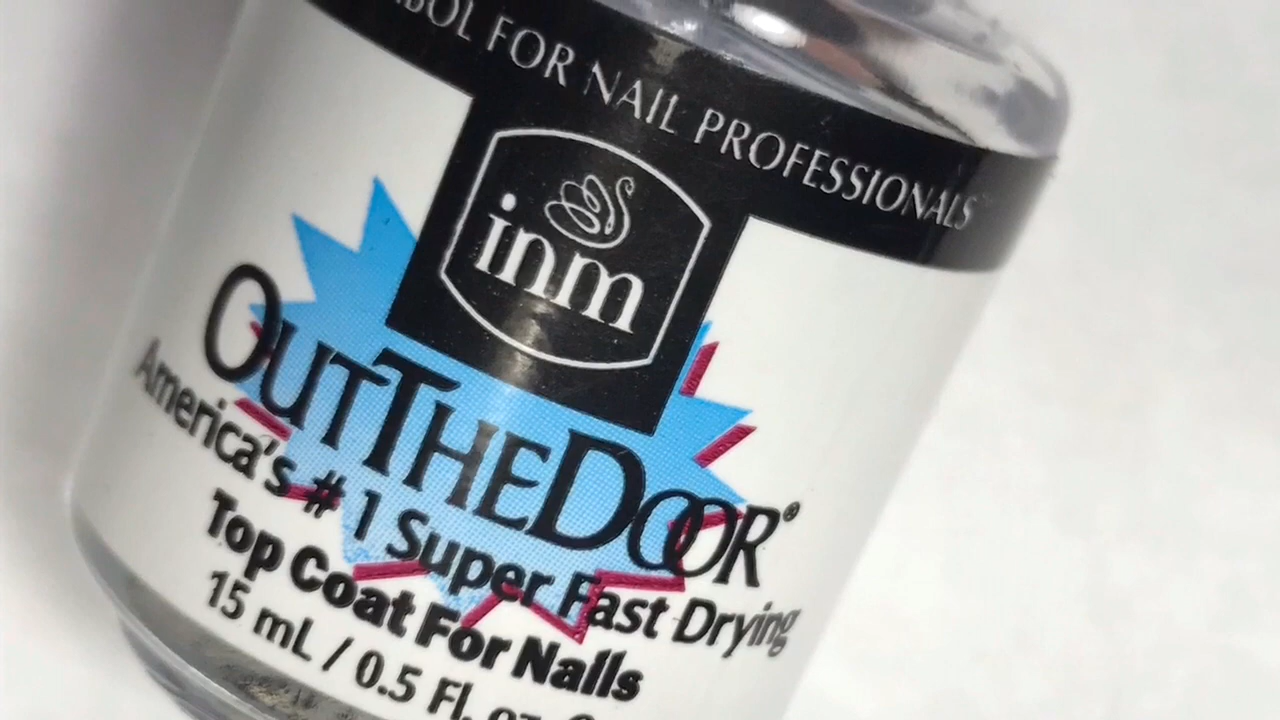 FOR NAIL PROFESSIONALS
inm
OUTTHEDOOR®
America's #1 Super Fast Drying
Top Coat For Nails
15 mL / 0.5 Fl. oz